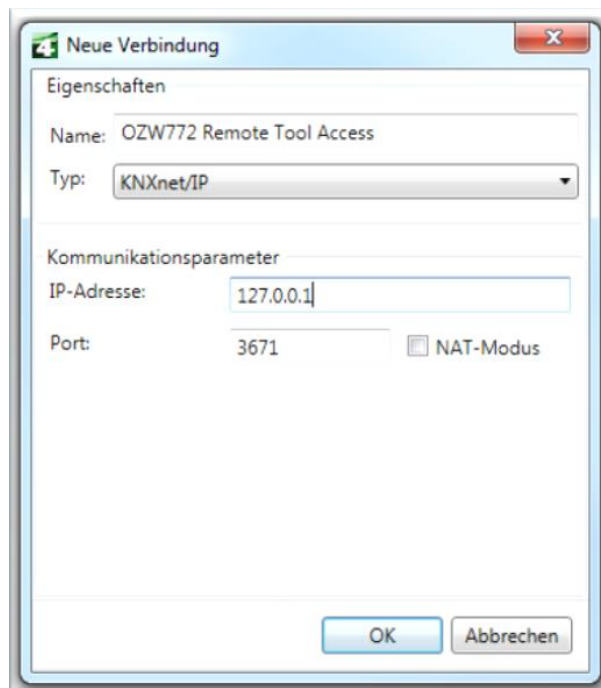 4 Neue Verbindung
Eigenschaften
Name: OZW772 Remote Tool Access
Typ: KNXnet/IP
Kommunikationsparameter
IP-Adresse: 127.0.0.1
Port: 3671 NAT-Modus
OK Abbrechen